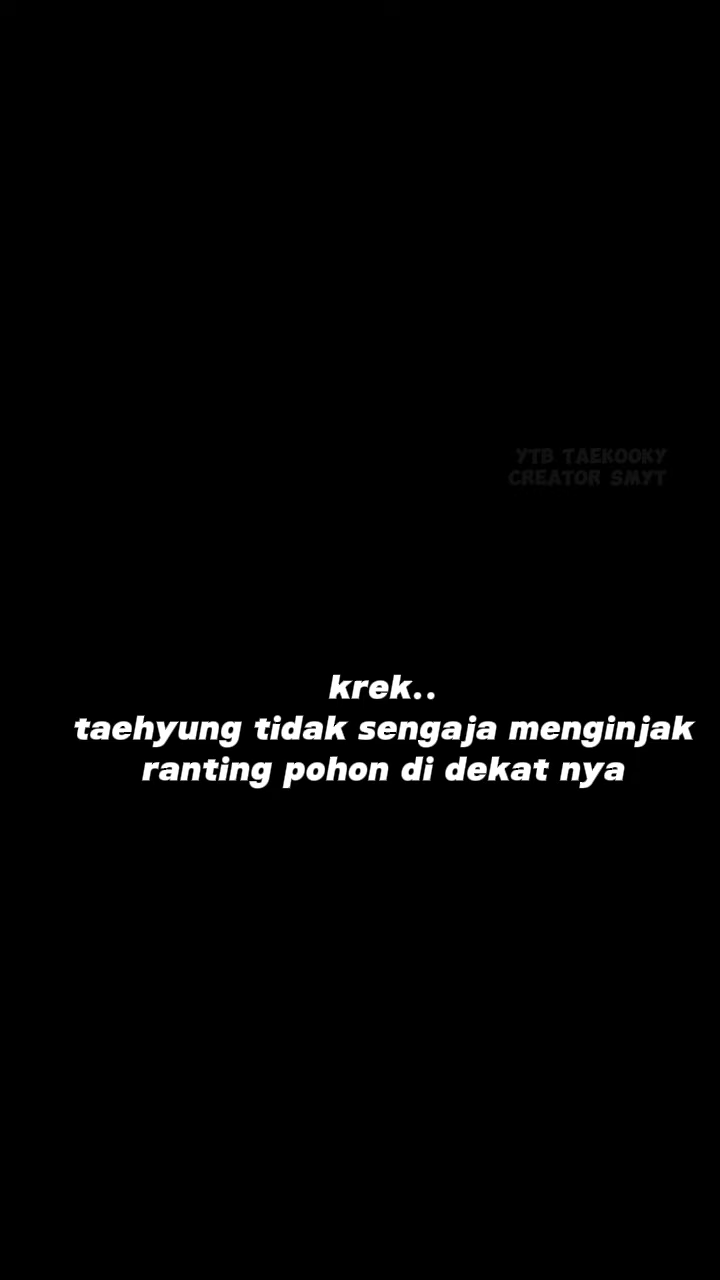 YTB TAEKOOKY
CREATOR SMYT
krek..
taehyung tidak sengaja menginjak
ranting pohon di dekat nya